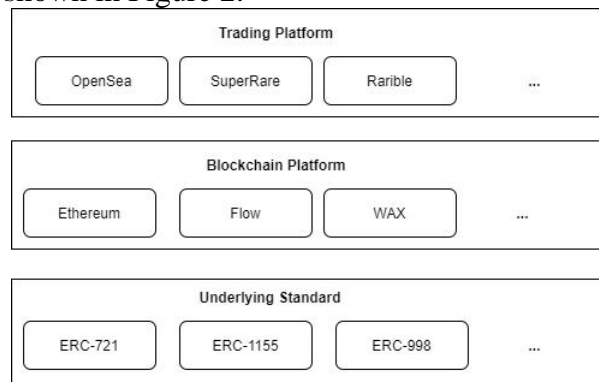 shown in Figure 2.
Trading Platform
OpenSea SuperRare Rarible ...
Blockchain Platform
Ethereum Flow WAX ...
Underlying Standard
ERC-721 ERC-1155 ERC-998 ...